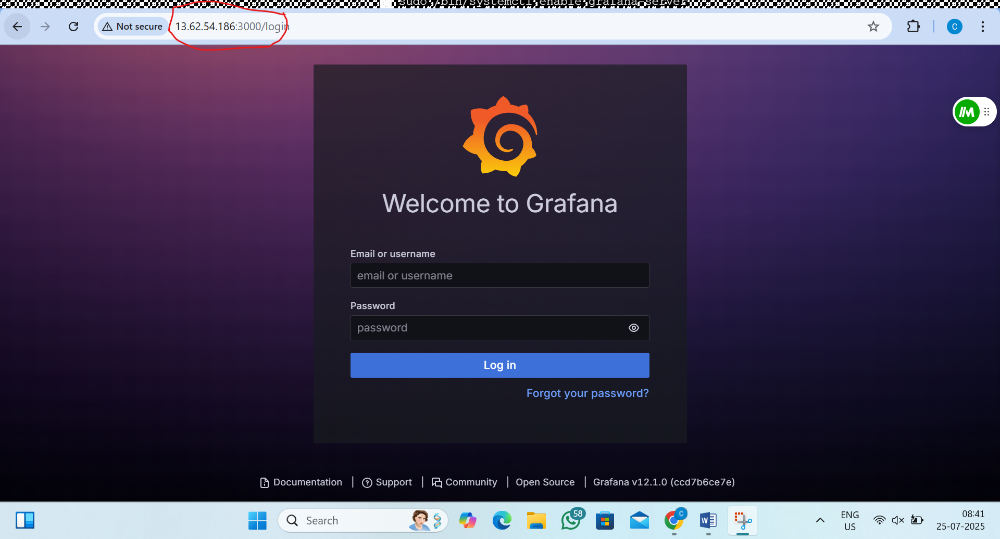 sudo /bin/systemctl enable grafana-server
Not secure
13.62.54.186:3000/login
C
Welcome to Grafana
Email or username
email or username
Password
password
Log in
Forgot your password?
Documentation | Support | Community | Open Source | Grafana v12.1.0 (ccd7b6ce7e)
Search
58
C
W
ENG
US
08:41
25-07-2025